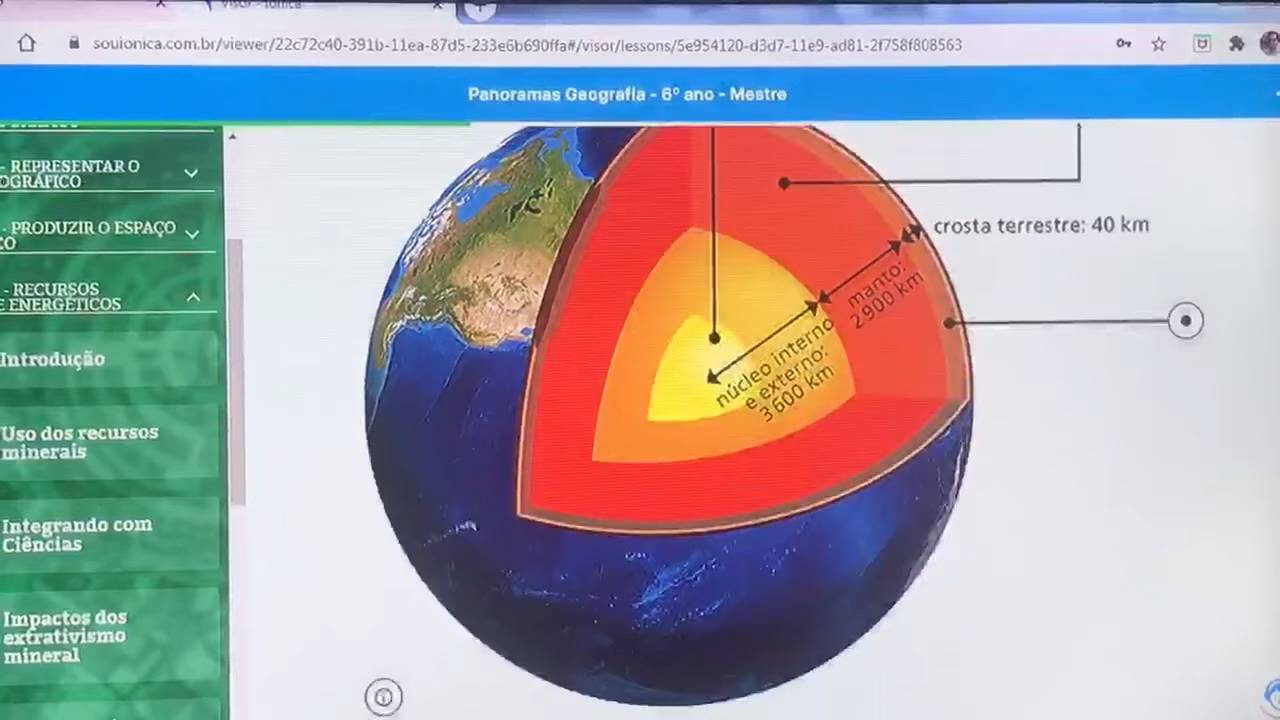 souionica.com.br/viewer/22c72c40-391b-11ea-87d5-233e6b690ffa#/visor/lessons/5e954120-d3d7-11e9-ad81-2f758f808563
Panoramas Geografia - 6º ano - Mestre
- REPRESENTAR O
OGRÁFICO
- PRODUZIR O ESPAÇO
CO
- RECURSOS
E ENERGÉTICOS
Introdução
Uso dos recursos
minerais
Integrando com
Ciências
Impactos dos
extrativismo
mineral
crosta terrestre: 40 km
manto:
2 900 km
núcleo interno
e externo:
3 600 km